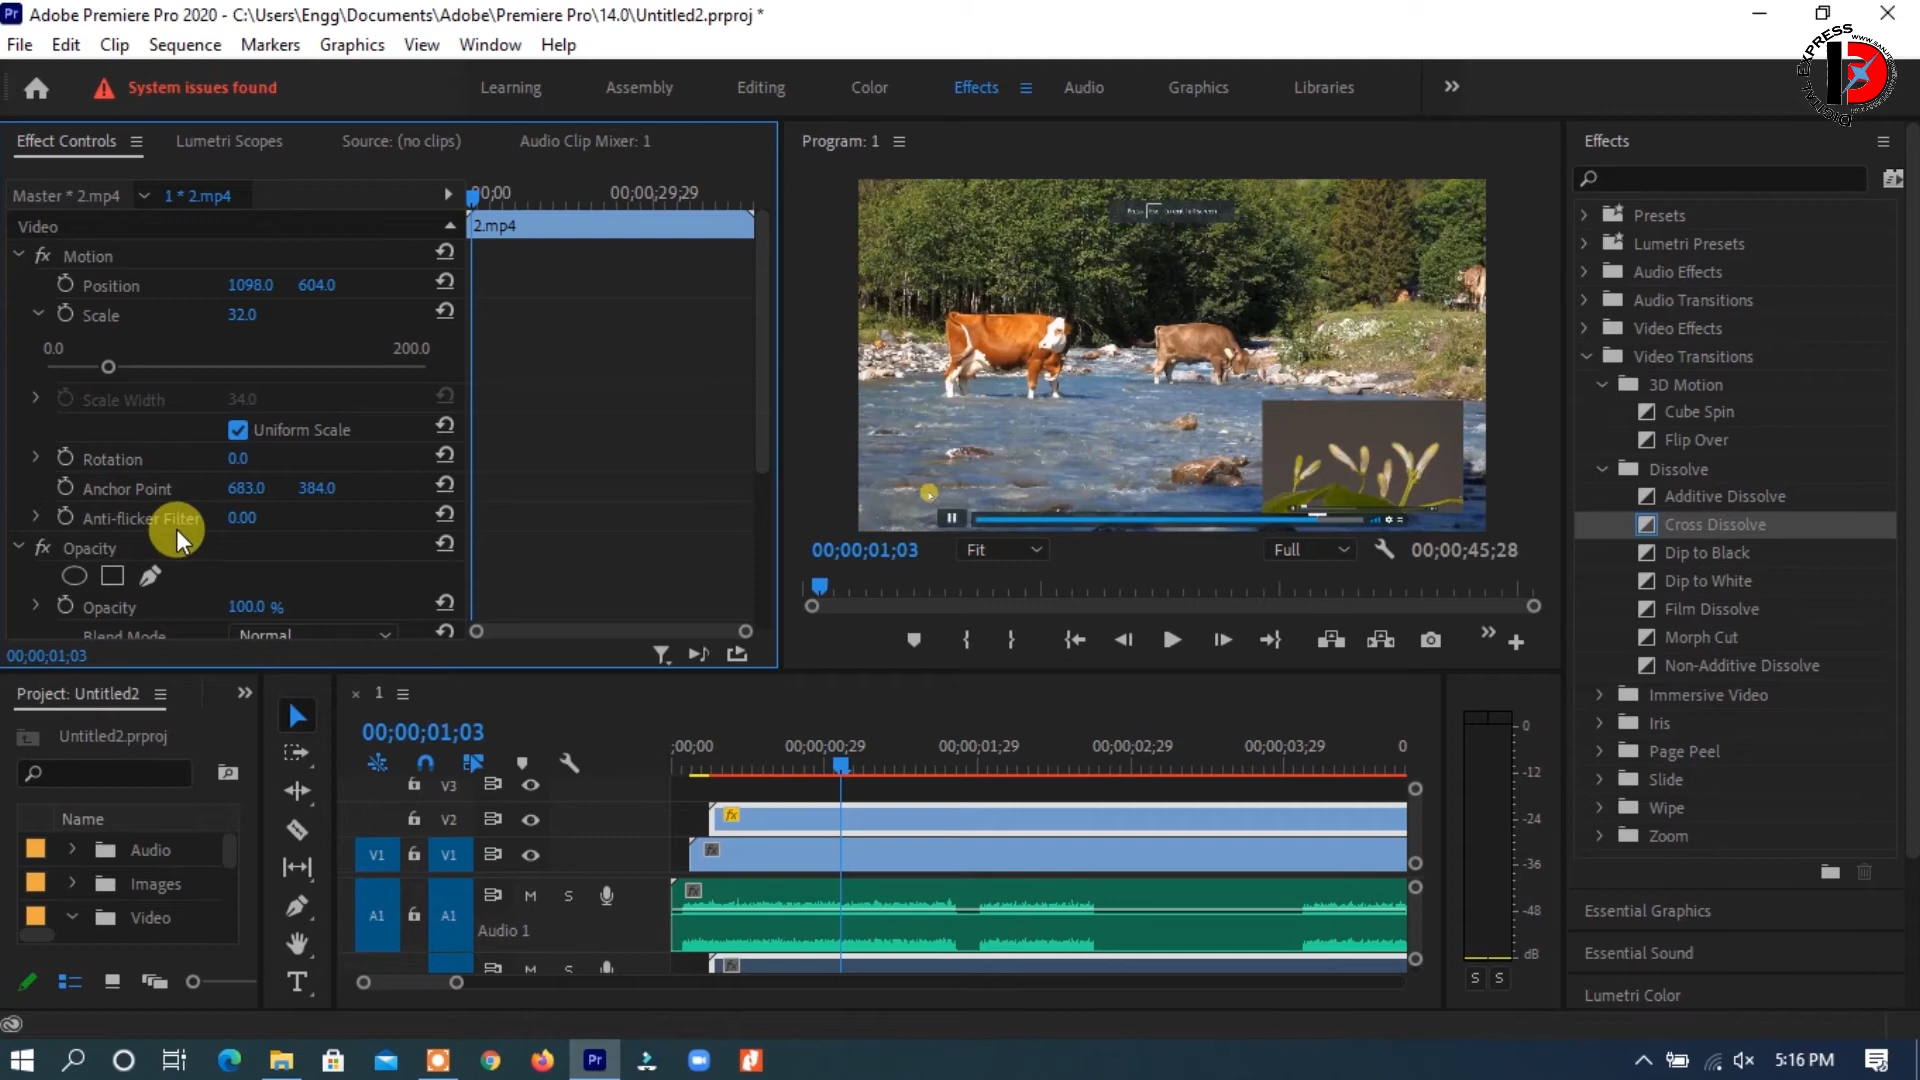 Adobe Premiere Pro 2020 - C:\Users\Engg\Documents\Adobe\Premiere Pro\14.0\Untitled2.prproj *
File Edit Clip Sequence Markers Graphics View Window Help
EXPRESS
DIGITAL
System issues found
Learning Assembly Editing Color Effects Audio Graphics Libraries
Effect Controls Lumetri Scopes Source: (no clips) Audio Clip Mixer: 1
Master * 2.mp4 1 * 2.mp4
00;00 00;00;29;29
Video
2.mp4
Motion
Position 1098.0 604.0
Scale 32.0
0.0 200.0
Scale Width 34.0
Uniform Scale
Rotation 0.0
Anchor Point 683.0 384.0
Anti-flicker Filter 0.00
Opacity
Opacity 100.0 %
Blend Mode Normal
00;00;01;03
Program: 1
00;00;01;03 Fit Full 00;00;45;28
Effects
Presets
Lumetri Presets
Audio Effects
Audio Transitions
Video Effects
Video Transitions
3D Motion
Cube Spin
Flip Over
Dissolve
Additive Dissolve
Cross Dissolve
Dip to Black
Dip to White
Film Dissolve
Morph Cut
Non-Additive Dissolve
Immersive Video
Iris
Page Peel
Slide
Wipe
Zoom
Essential Graphics
Essential Sound
Lumetri Color
Project: Untitled2
Untitled2.prproj
Name
Audio
Images
Video
1
00;00;01;03
;00;00 00;00;00;29 00;00;01;29 00;00;02;29 00;00;03;29 0
V3
V2
V1 V1
A1 A1 M S
Audio 1
M S
0
-12
-24
-36
-48
dB
S S
5:16 PM